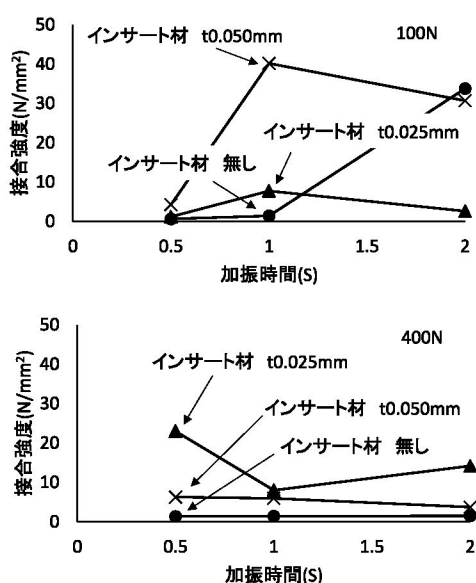 50
40
30
20
10
0
接合強度(N/mm²)
インサート材 t0.050mm
100N
インサート材 t0.025mm
インサート材 無し
0 0.5 1 1.5 2
加振時間(S)
50
40
30
20
10
0
接合強度(N/mm²)
400N
インサート材 t0.025mm
インサート材 t0.050mm
インサート材 無し
0.5 1 1.5 2
加振時間(S)